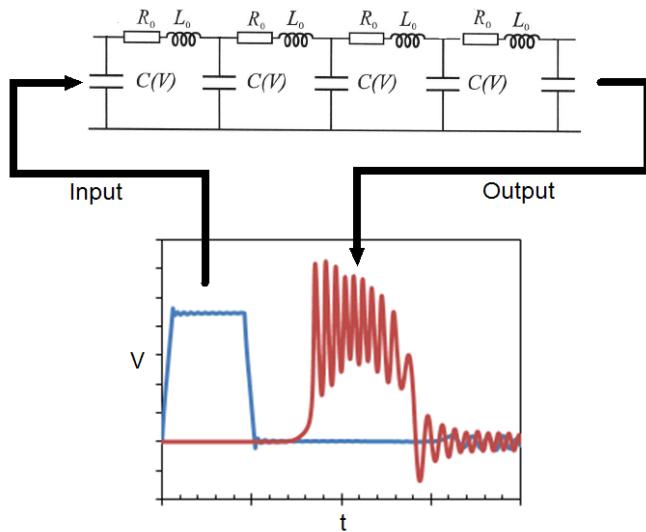 R₀ L₀ R₀ L₀ R₀ L₀ R₀ L₀
C(V) C(V) C(V) C(V)
Input
Output
V
t